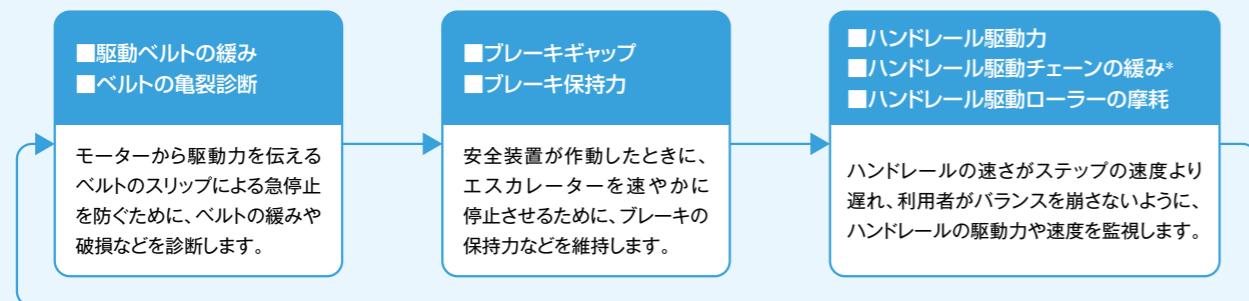 ■駆動ベルトの緩み
■ベルトの亀裂診断
モーターから駆動力を伝える
ベルトのスリップによる急停止
を防ぐために、ベルトの緩みや
破損などを診断します。
■ブレーキギャップ
■ブレーキ保持力
安全装置が作動したときに、
エスカレーターを速やかに
停止させるために、ブレーキの
保持力などを維持します。
■ハンドレール駆動力
■ハンドレール駆動チェーンの緩み*
■ハンドレール駆動ローラーの摩耗
ハンドレールの速さがステップの速度より
遅れ、利用者がバランスを崩さないように、
ハンドレールの駆動力や速度を監視します。